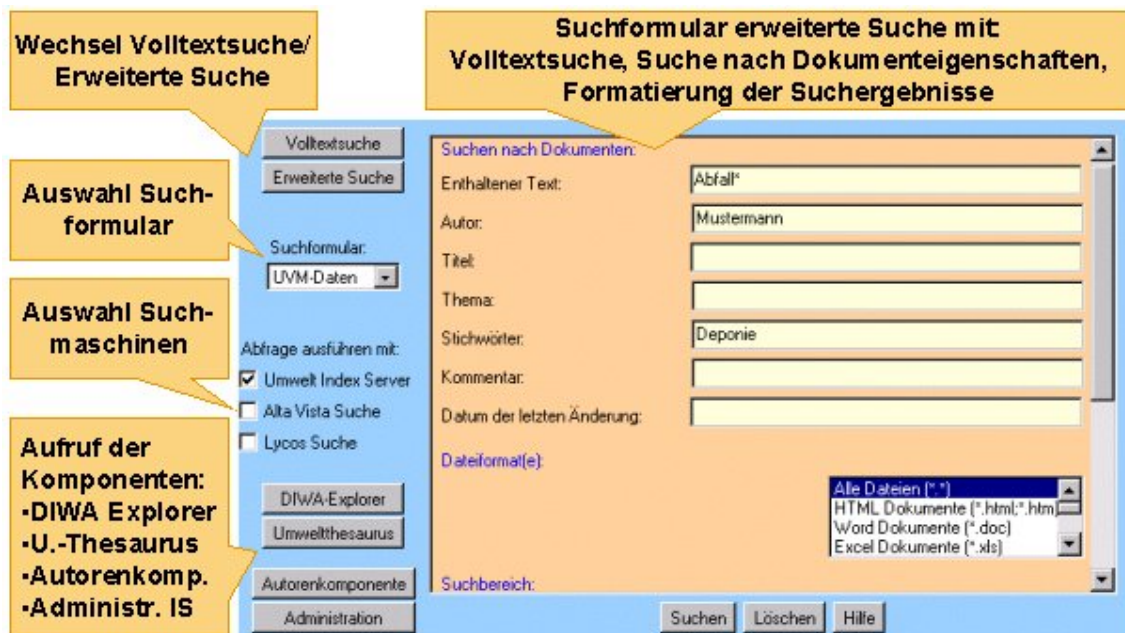 Wechsel Volltextsuche/
Erweiterte Suche
Suchformular erweiterte Suche mit
Volltextsuche, Suche nach Dokumenteigenschaften,
Formatierung der Suchergebnisse
Auswahl Such-
formular
Auswahl Such-
maschinen
Aufruf der
Komponenten:
•DIWA Explorer
•U.-Thesaurus
•Autorenkomp.
•Administr. IS
Volltextsuche
Erweiterte Suche
Suchformular:
UVM-Daten
Abfrage ausführen mit:
Umwelt Index Server
Alta Vista Suche
Lycos Suche
DIWA-Explorer
Umweltthesaurus
Autorenkomponente
Administration
Suchen nach Dokumenten:
Enthaltener Text: Abfall*
Autor: Mustermann
Titel:
Thema:
Stichwörter: Deponie
Kommentar:
Datum der letzten Änderung:
Dateiformat(e):
Alle Dateien (*.*)
HTML Dokumente (*.html;*.htm)
Word Dokumente (*.doc)
Excel Dokumente (*.xls)
Suchbereich:
Suchen Löschen Hilfe